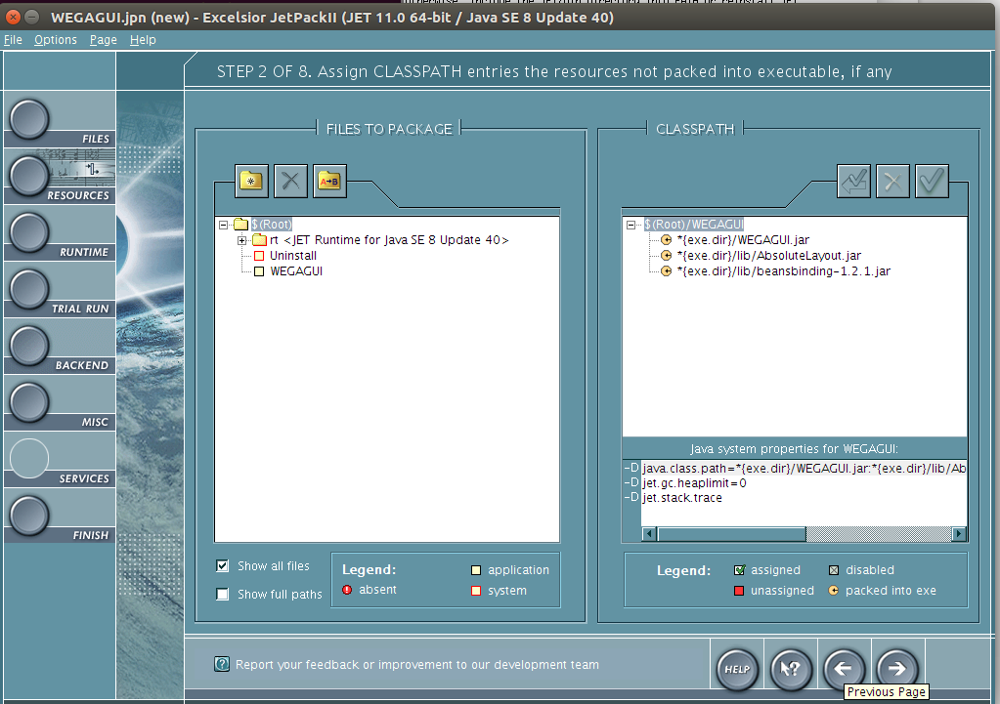 WEGAGUI.jpn (new) - Excelsior JetPackII (JET 11.0 64-bit / Java SE 8 Update 40)
File Options Page Help
STEP 2 OF 8. Assign CLASSPATH entries the resources not packed into executable, if any
FILES
RESOURCES
RUNTIME
TRIAL RUN
BACKEND
MISC
SERVICES
FINISH
FILES TO PACKAGE
A→B
$(Root)
rt <JET Runtime for Java SE 8 Update 40>
Uninstall
WEGAGUI
Show all files
Show full paths
Legend:
absent
application
system
CLASSPATH
$(Root)/WEGAGUI
*{exe.dir}/WEGAGUI.jar
*{exe.dir}/lib/AbsoluteLayout.jar
*{exe.dir}/lib/beansbinding-1.2.1.jar
Java system properties for WEGAGUI:
-D java.class.path=*{exe.dir}/WEGAGUI.jar:*{exe.dir}/lib/Ab
-D jet.gc.heaplimit=0
-D jet.stack.trace
Legend:
assigned
disabled
unassigned
packed into exe
Report your feedback or improvement to our development team
HELP
Previous Page